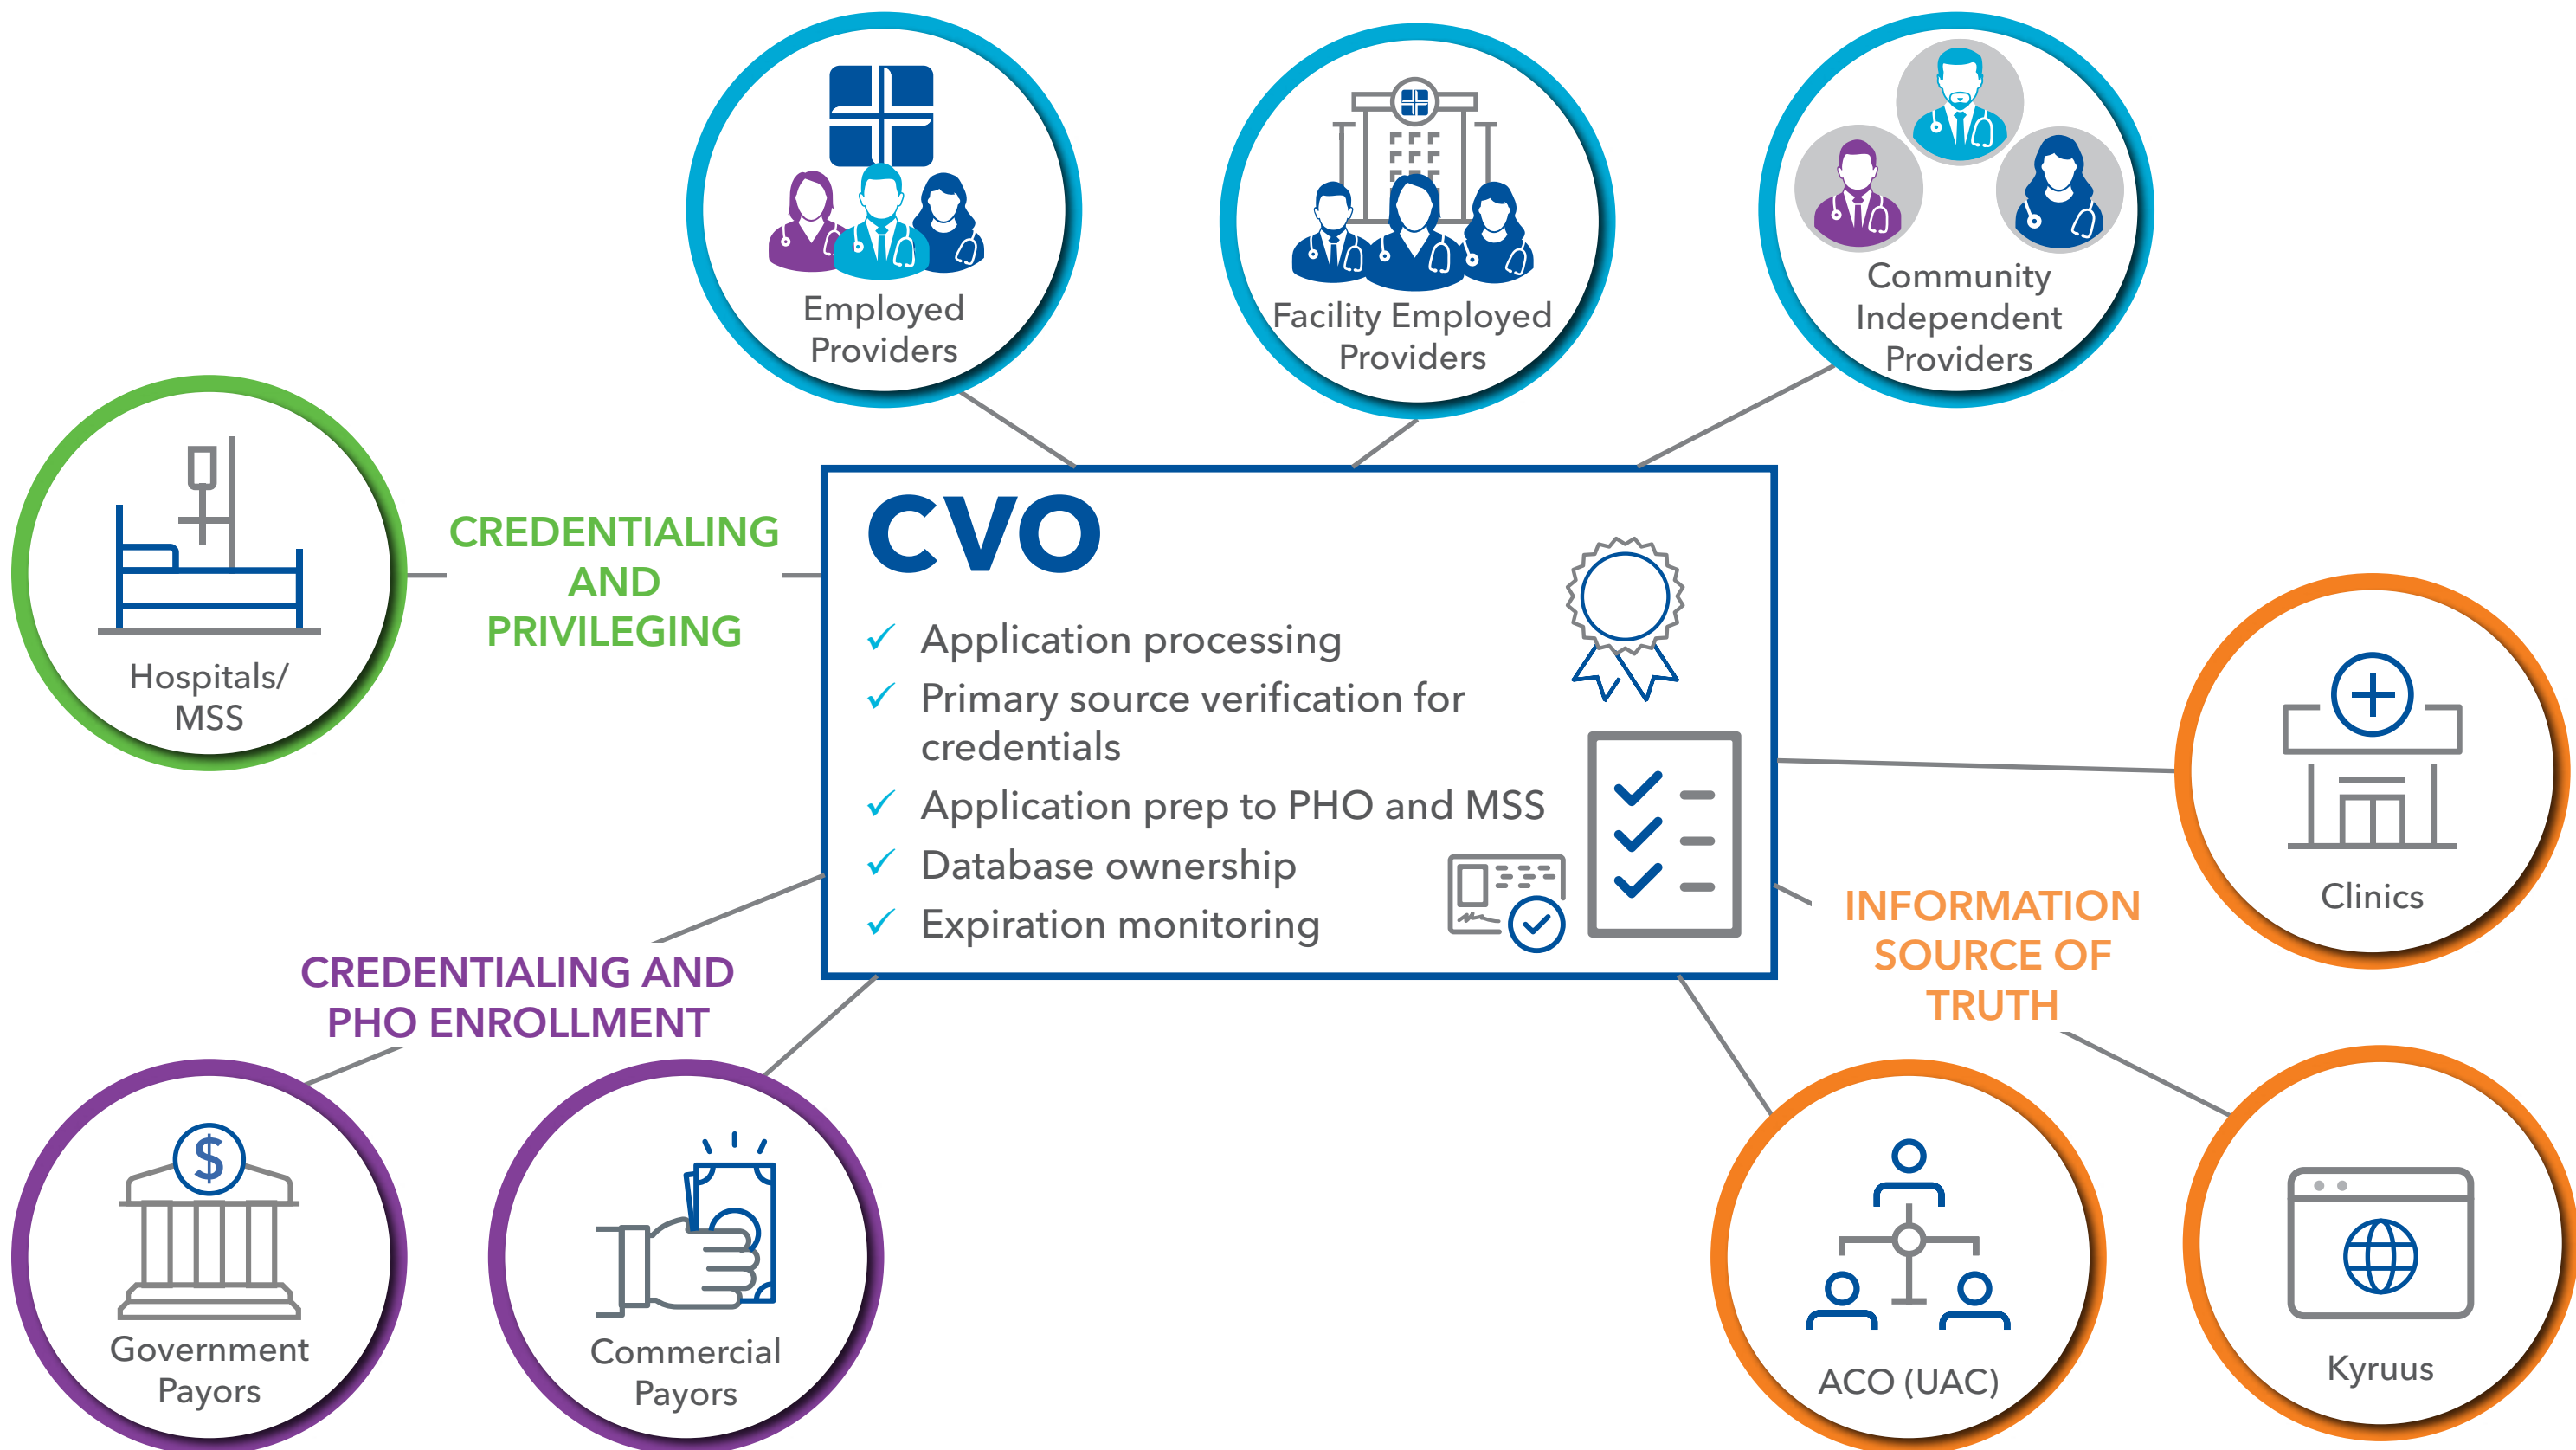 Employed
Providers
Facility Employed
Providers
Community
Independent
Providers
Hospitals/
MSS
CREDENTIALING
AND
PRIVILEGING
CVO
Application processing
Primary source verification for
credentials
Application prep to PHO and MSS
Database ownership
Expiration monitoring
Clinics
INFORMATION
SOURCE OF
TRUTH
CREDENTIALING AND
PHO ENROLLMENT
$
Government
Payors
Commercial
Payors
ACO (UAC)
Kyruus